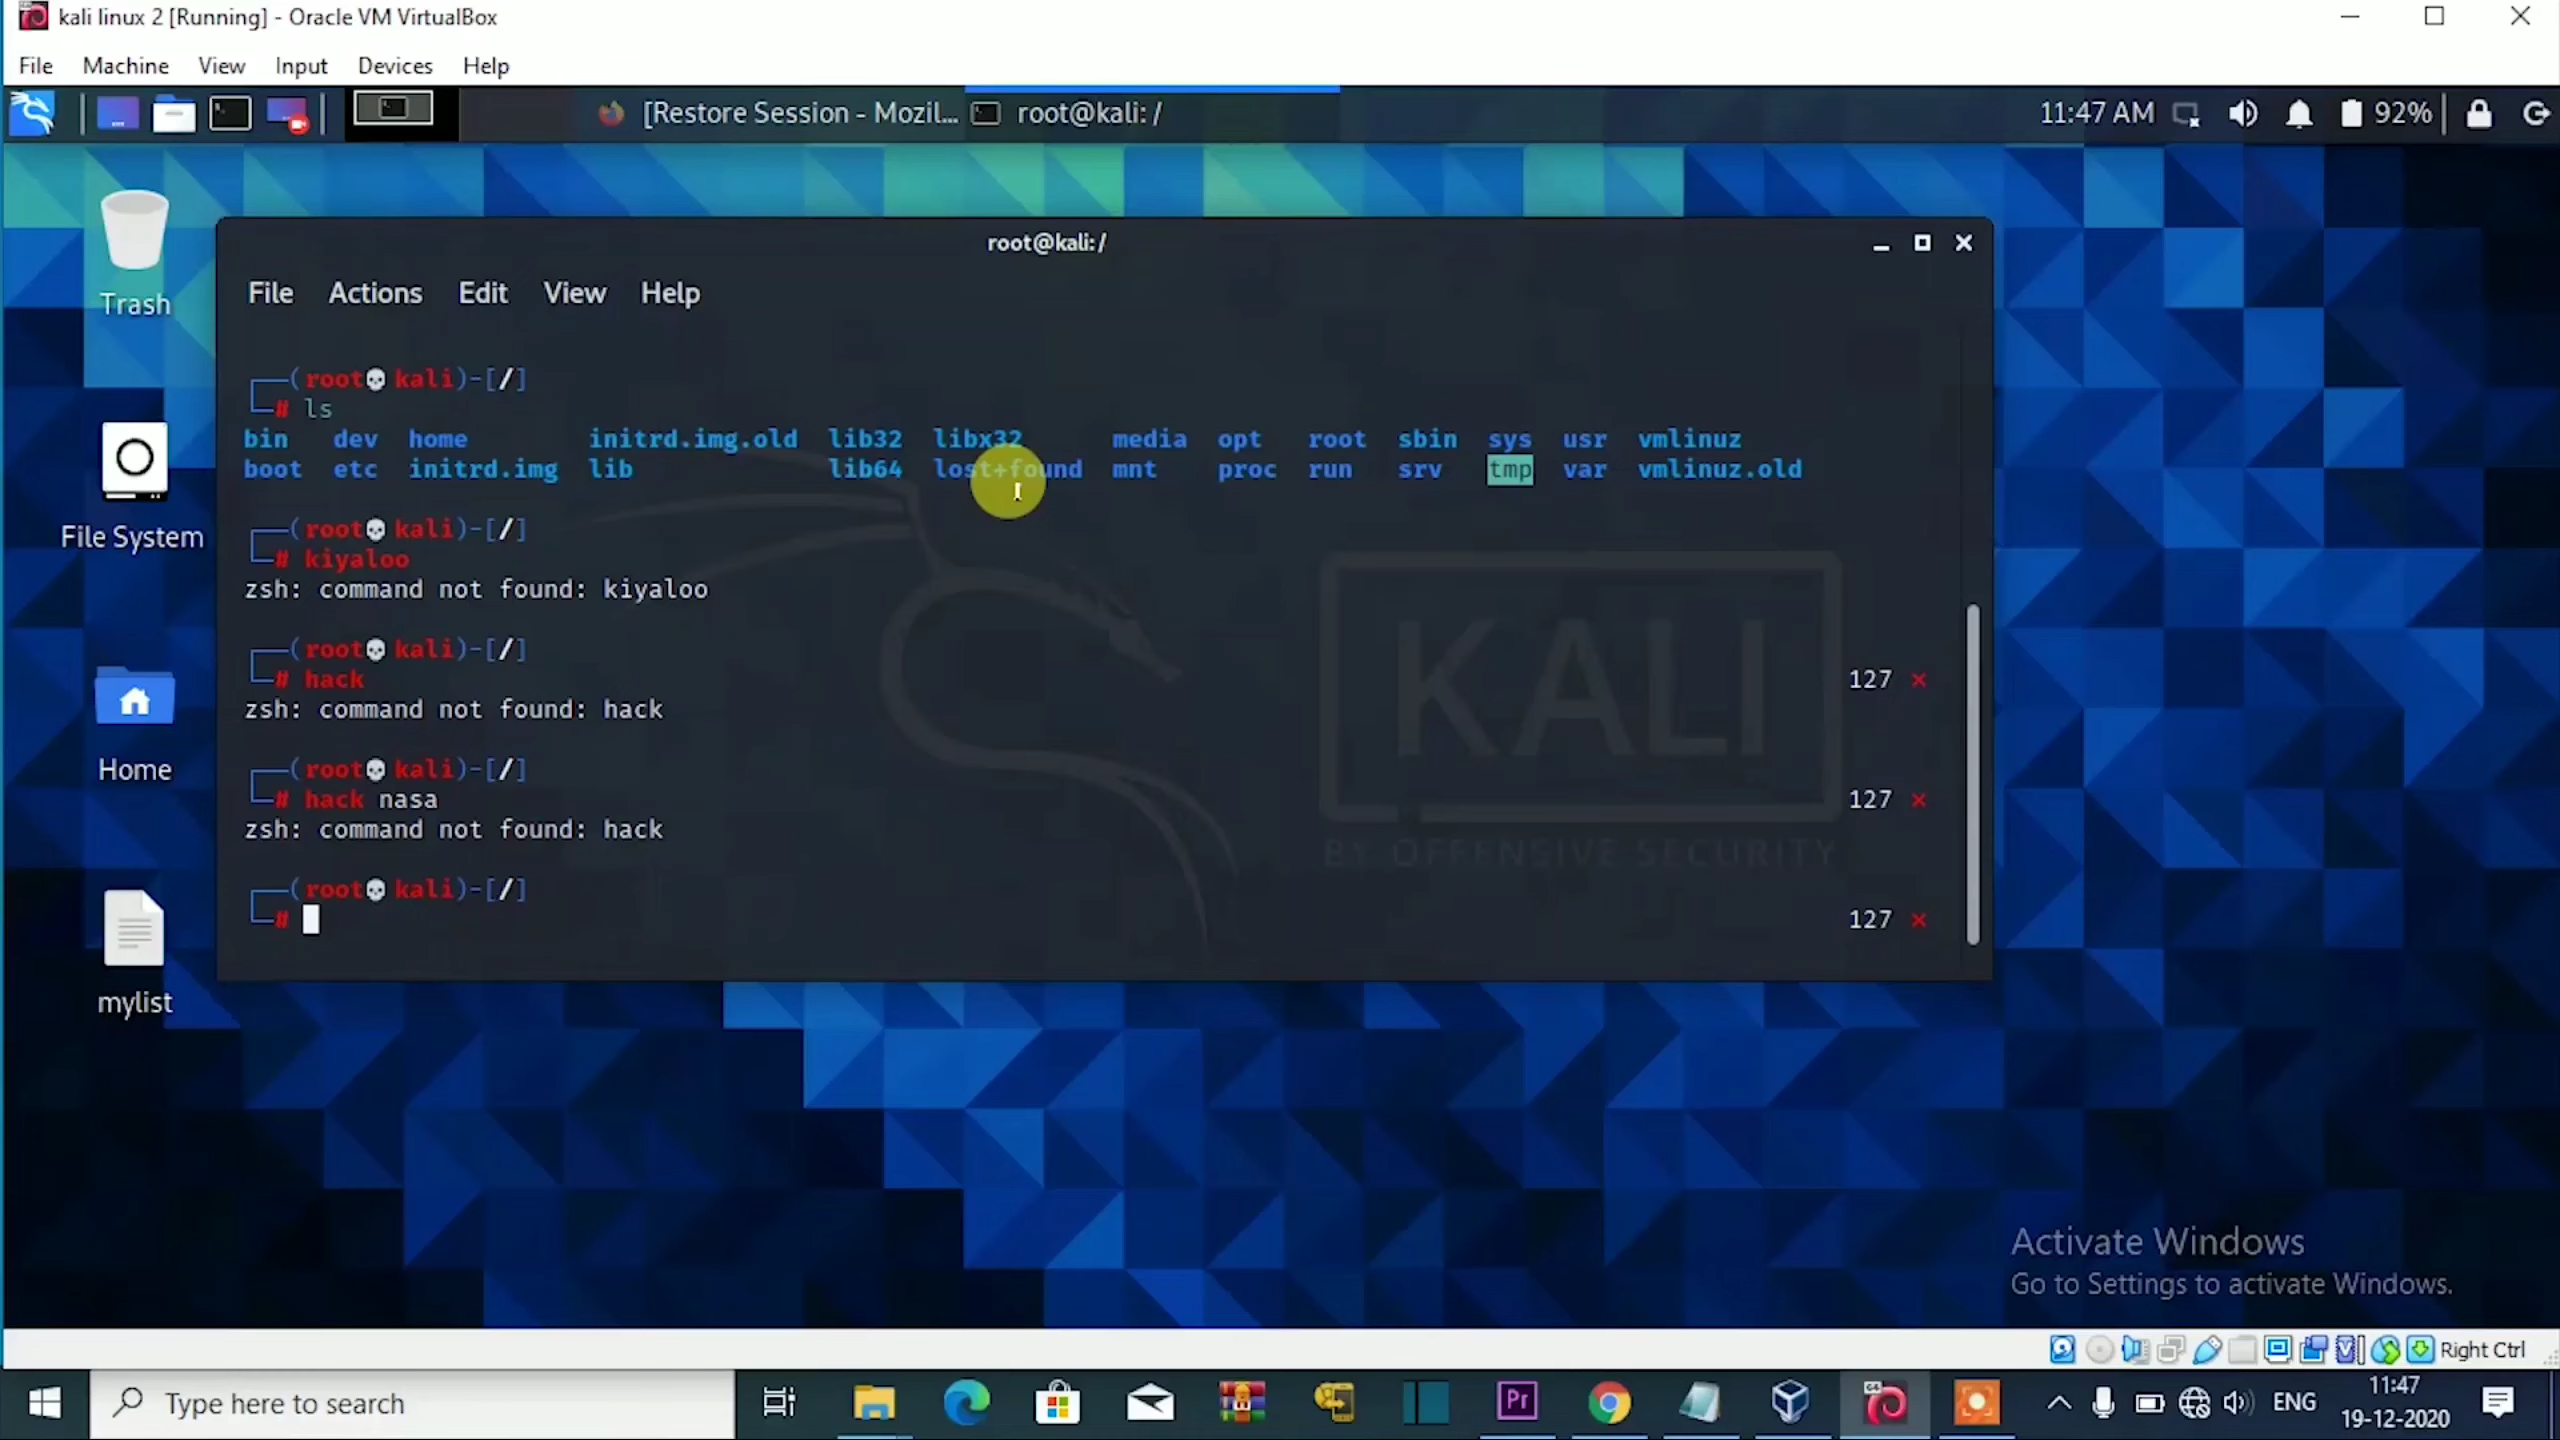 kali linux 2 [Running] - Oracle VM VirtualBox
File Machine View Input Devices Help
[Restore Session - Mozil... root@kali: / 11:47 AM 92%
Trash
File System
Home
mylist
root@kali:/
File Actions Edit View Help
┌──(root💀kali)-[/]
└─# ls
bin dev home initrd.img.old lib32 libx32 media opt root sbin sys usr vmlinuz
boot etc initrd.img lib lib64 lost+found mnt proc run srv tmp var vmlinuz.old
┌──(root💀kali)-[/]
└─# kiyaloo
zsh: command not found: kiyaloo
┌──(root💀kali)-[/]
└─# hack 127 ⨯
zsh: command not found: hack
┌──(root💀kali)-[/]
└─# hack nasa 127 ⨯
zsh: command not found: hack
┌──(root💀kali)-[/]
└─# 127 ⨯
KALI
BY OFFENSIVE SECURITY
Activate Windows
Go to Settings to activate Windows.
Right Ctrl
Type here to search
Pr
ENG
11:47
19-12-2020